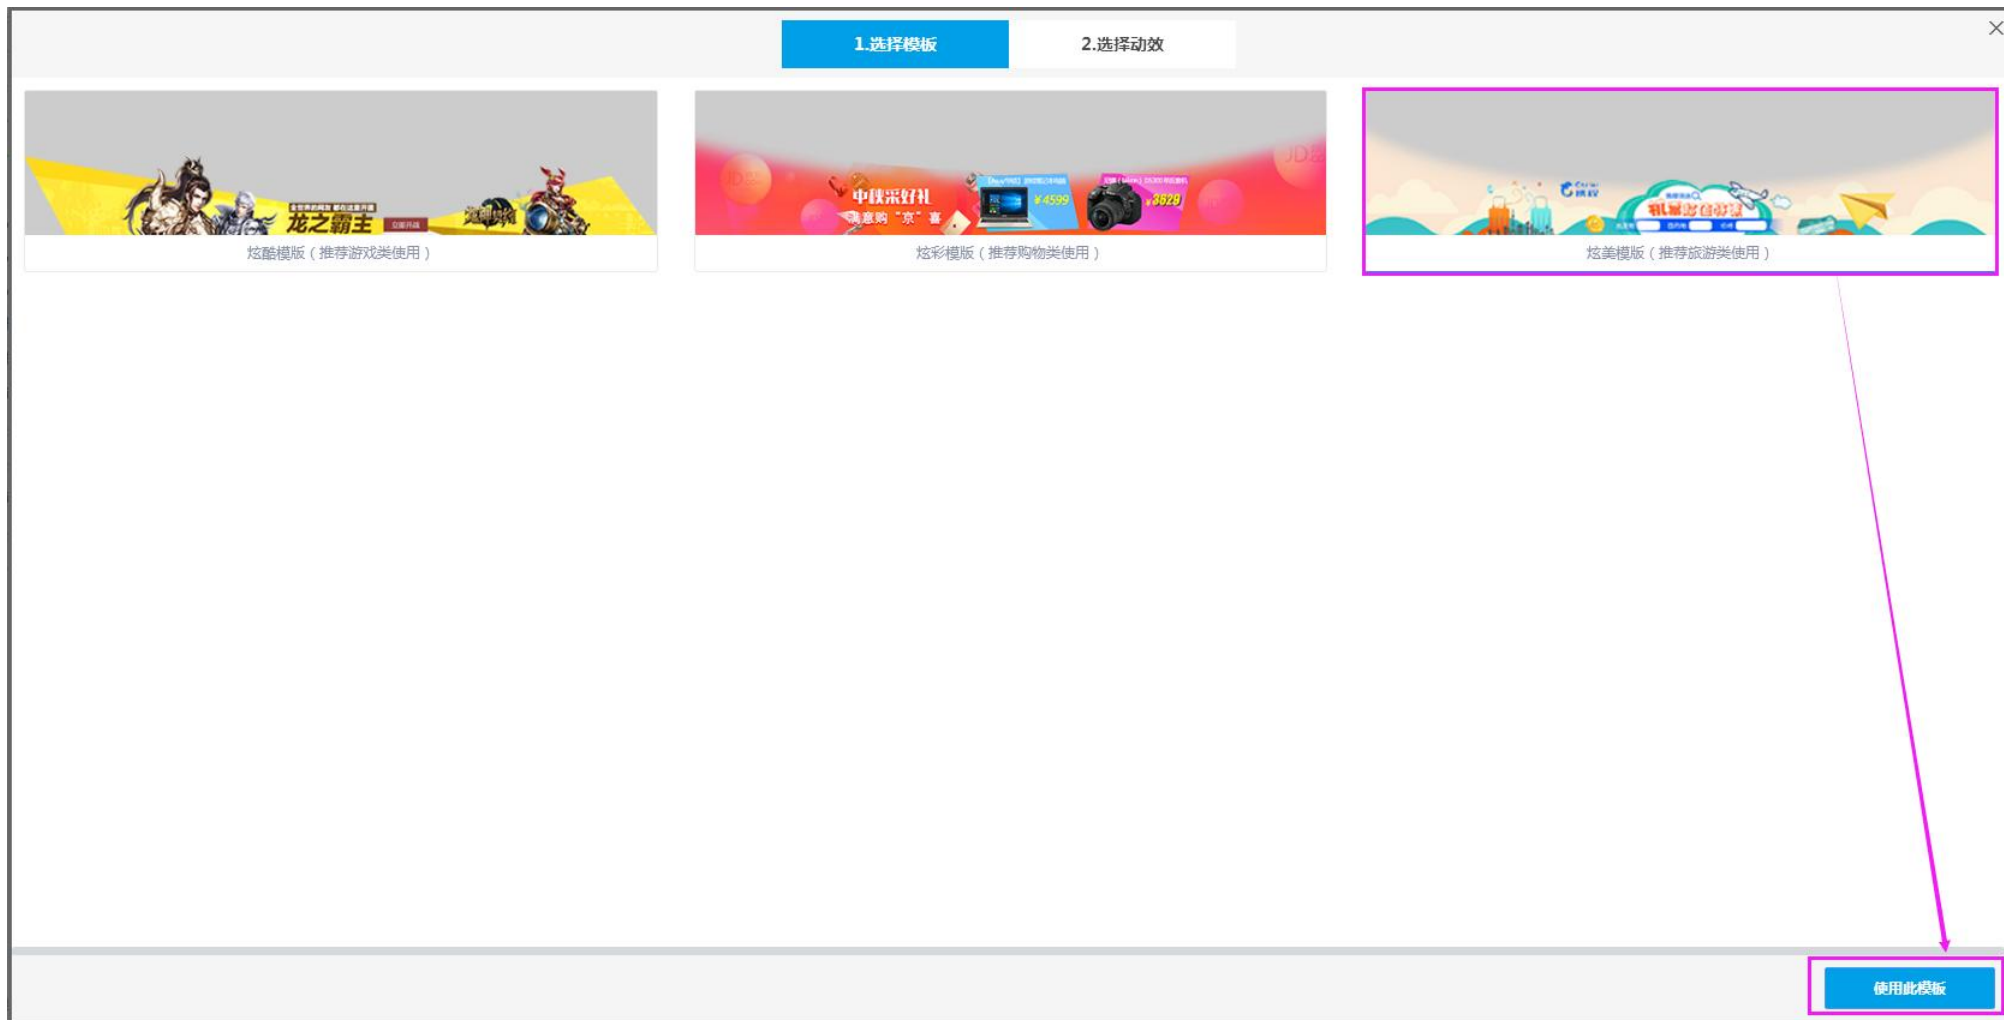 1.选择模板
2.选择动效
龙之霸主
炫酷模版（推荐游戏类使用）
中秋采好礼
满意购“京”喜
¥4599
¥3629
炫彩模版（推荐购物类使用）
携程
炫美模版（推荐旅游类使用）
使用此模板